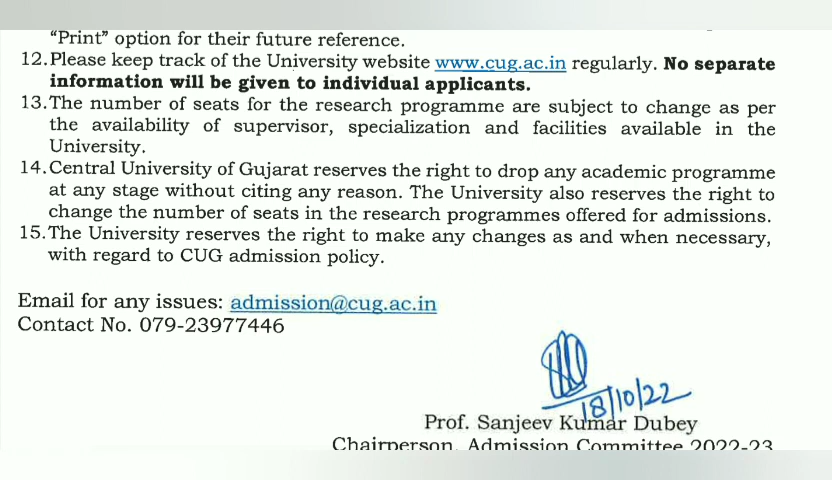 “Print” option for their future reference.
12.Please keep track of the University website www.cug.ac.in regularly. No separate
information will be given to individual applicants.
13.The number of seats for the research programme are subject to change as per
the availability of supervisor, specialization and facilities available in the
University.
14.Central University of Gujarat reserves the right to drop any academic programme
at any stage without citing any reason. The University also reserves the right to
change the number of seats in the research programmes offered for admissions.
15.The University reserves the right to make any changes as and when necessary,
with regard to CUG admission policy.
Email for any issues: admission@cug.ac.in
Contact No. 079-23977446
18/10/22
Prof. Sanjeev Kumar Dubey
Chairperson, Admission Committee 2022-23